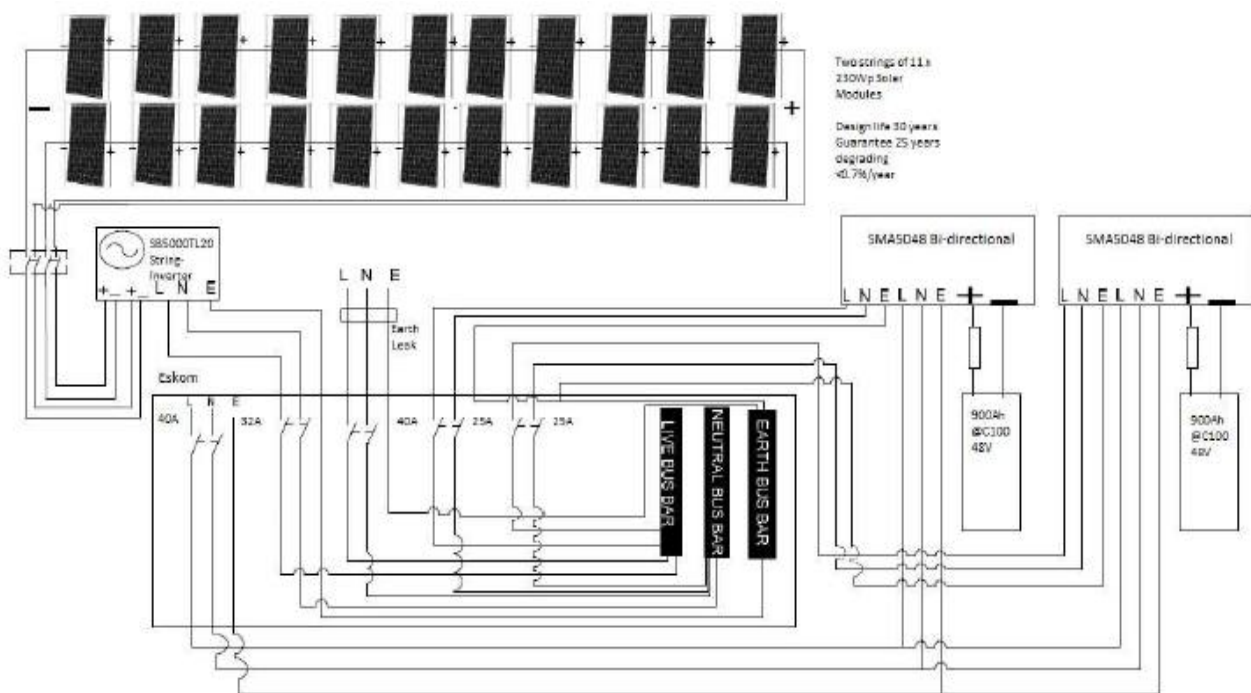 Two strings of 11 x
230Wp Solar
Modules
Design life 30 years
Guarantee 25 years
degrading
<0.7%/year
- +
SB5000TL20
String-
Inverter
+ - + - L N E
L N E
Earth
Leak
SMA5048 Bi-directional
L N E L N E + -
SMA5048 Bi-directional
L N E L N E + -
Eskom
L N E
40A
32A
40A
25A
25A
LIVE BUS BAR
NEUTRAL BUS BAR
EARTH BUS BAR
900Ah
@C100
48V
900Ah
@C100
48V